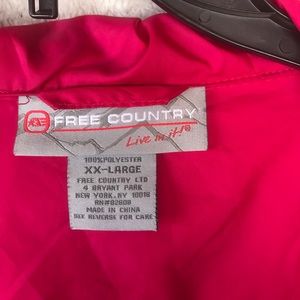 FREE COUNTRY
Live in it!®
100% POLYESTER
XX-LARGE
FREE COUNTRY LTD
4 BRYANT PARK
NEW YORK, NY 10018
RN#82808
MADE IN CHINA
SEE REVERSE FOR CARE